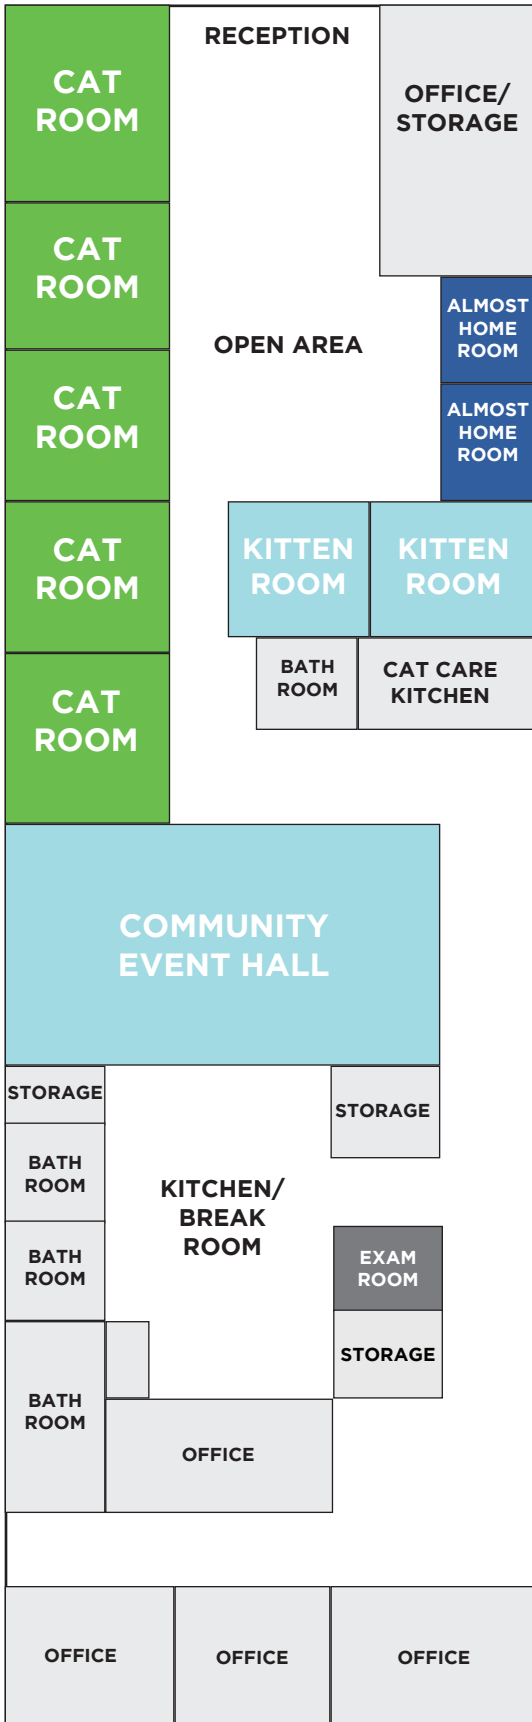 RECEPTION
CAT
ROOM
OFFICE/
STORAGE
CAT
ROOM
ALMOST
HOME
ROOM
OPEN AREA
CAT
ROOM
ALMOST
HOME
ROOM
CAT
ROOM
KITTEN
ROOM
KITTEN
ROOM
BATH
ROOM
CAT CARE
KITCHEN
CAT
ROOM
COMMUNITY
EVENT HALL
STORAGE
STORAGE
BATH
ROOM
KITCHEN/
BREAK
ROOM
BATH
ROOM
EXAM
ROOM
STORAGE
BATH
ROOM
OFFICE
OFFICE
OFFICE
OFFICE